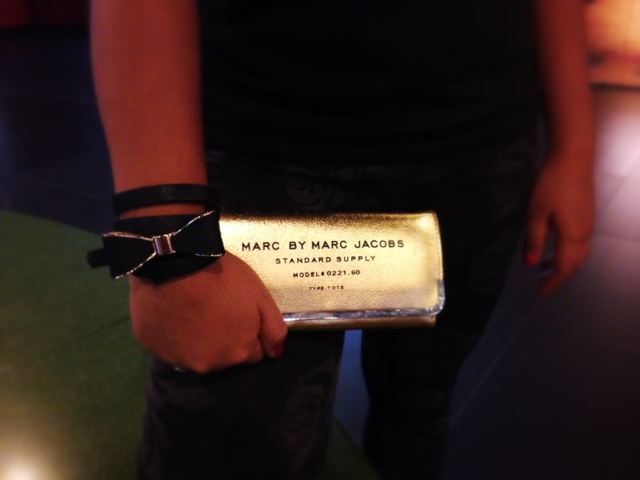 MARC BY MARC JACOBS
STANDARD SUPPLY
MODEL#0221.60
TYPE:TOTE